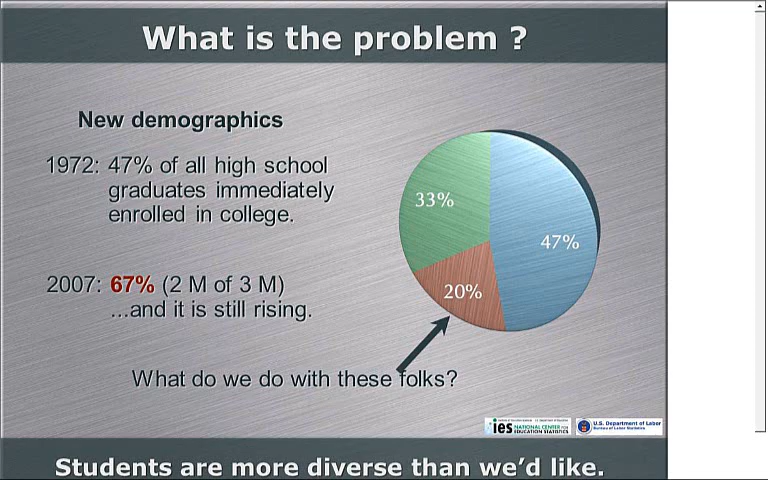 What is the problem ?
New demographics
1972: 47% of all high school
graduates immediately
enrolled in college.
33%
47%
20%
2007: 67% (2 M of 3 M)
...and it is still rising.
What do we do with these folks?
ies NATIONAL CENTER FOR
EDUCATION STATISTICS
U.S. Department of Labor
Bureau of Labor Statistics
Students are more diverse than we'd like.